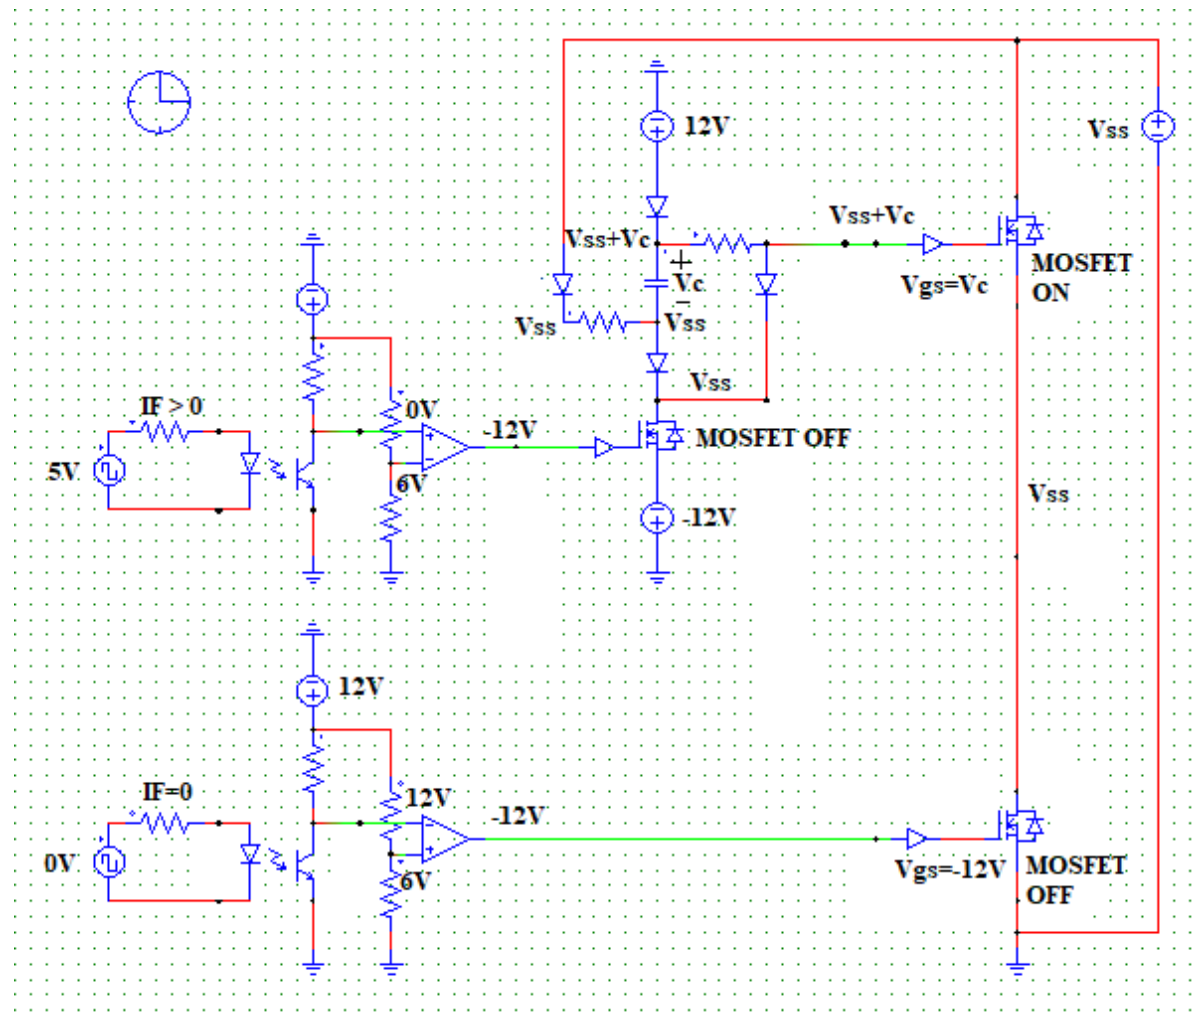 Vss
12V
Vss+Vc
Vss+Vc
+
Vc
−
Vgs=Vc
MOSFET
ON
Vss
Vss
Vss
IF > 0
0V
-12V
MOSFET OFF
5V
6V
-12V
Vss
12V
IF=0
12V
-12V
0V
6V
Vgs=-12V
MOSFET
OFF